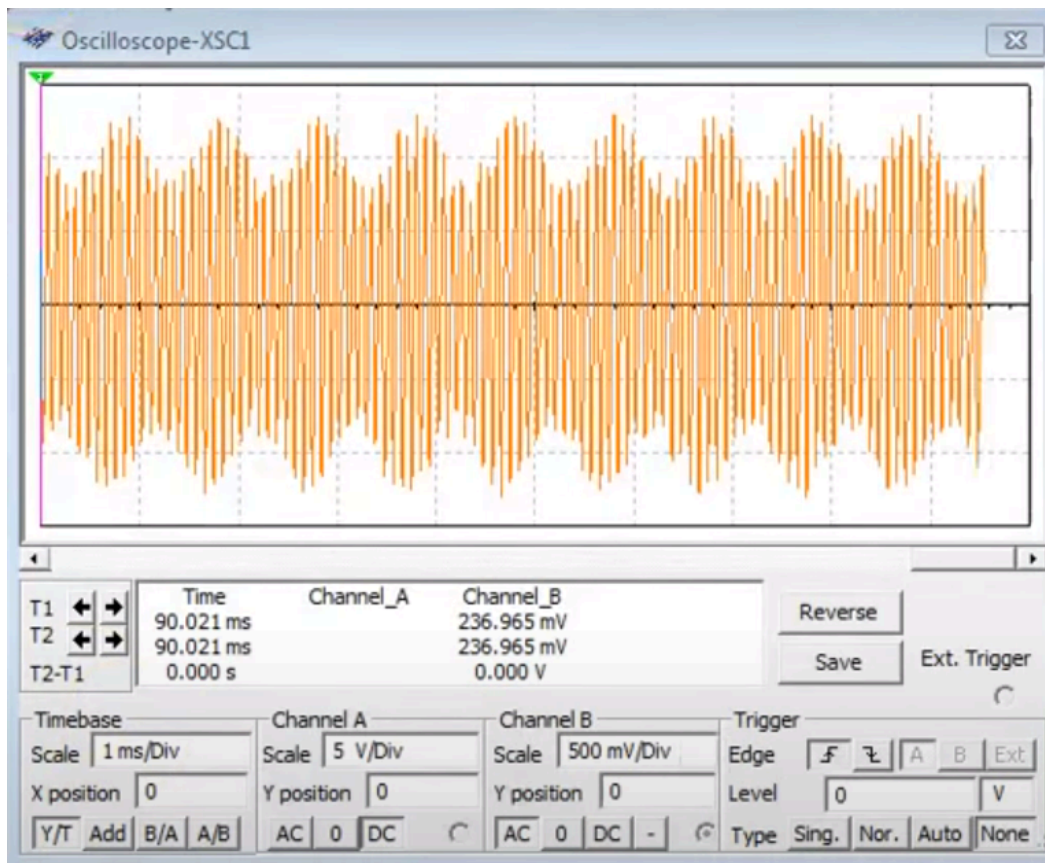 Oscilloscope-XSC1
Time Channel_A Channel_B
T1 90.021 ms 236.965 mV
T2 90.021 ms 236.965 mV
T2-T1 0.000 s 0.000 V
Reverse
Save
Ext. Trigger
Timebase
Scale 1 ms/Div
X position 0
Y/T Add B/A A/B
Channel A
Scale 5 V/Div
Y position 0
AC 0 DC
Channel B
Scale 500 mV/Div
Y position 0
AC 0 DC -
Trigger
Edge A B Ext
Level 0 V
Type Sing. Nor. Auto None